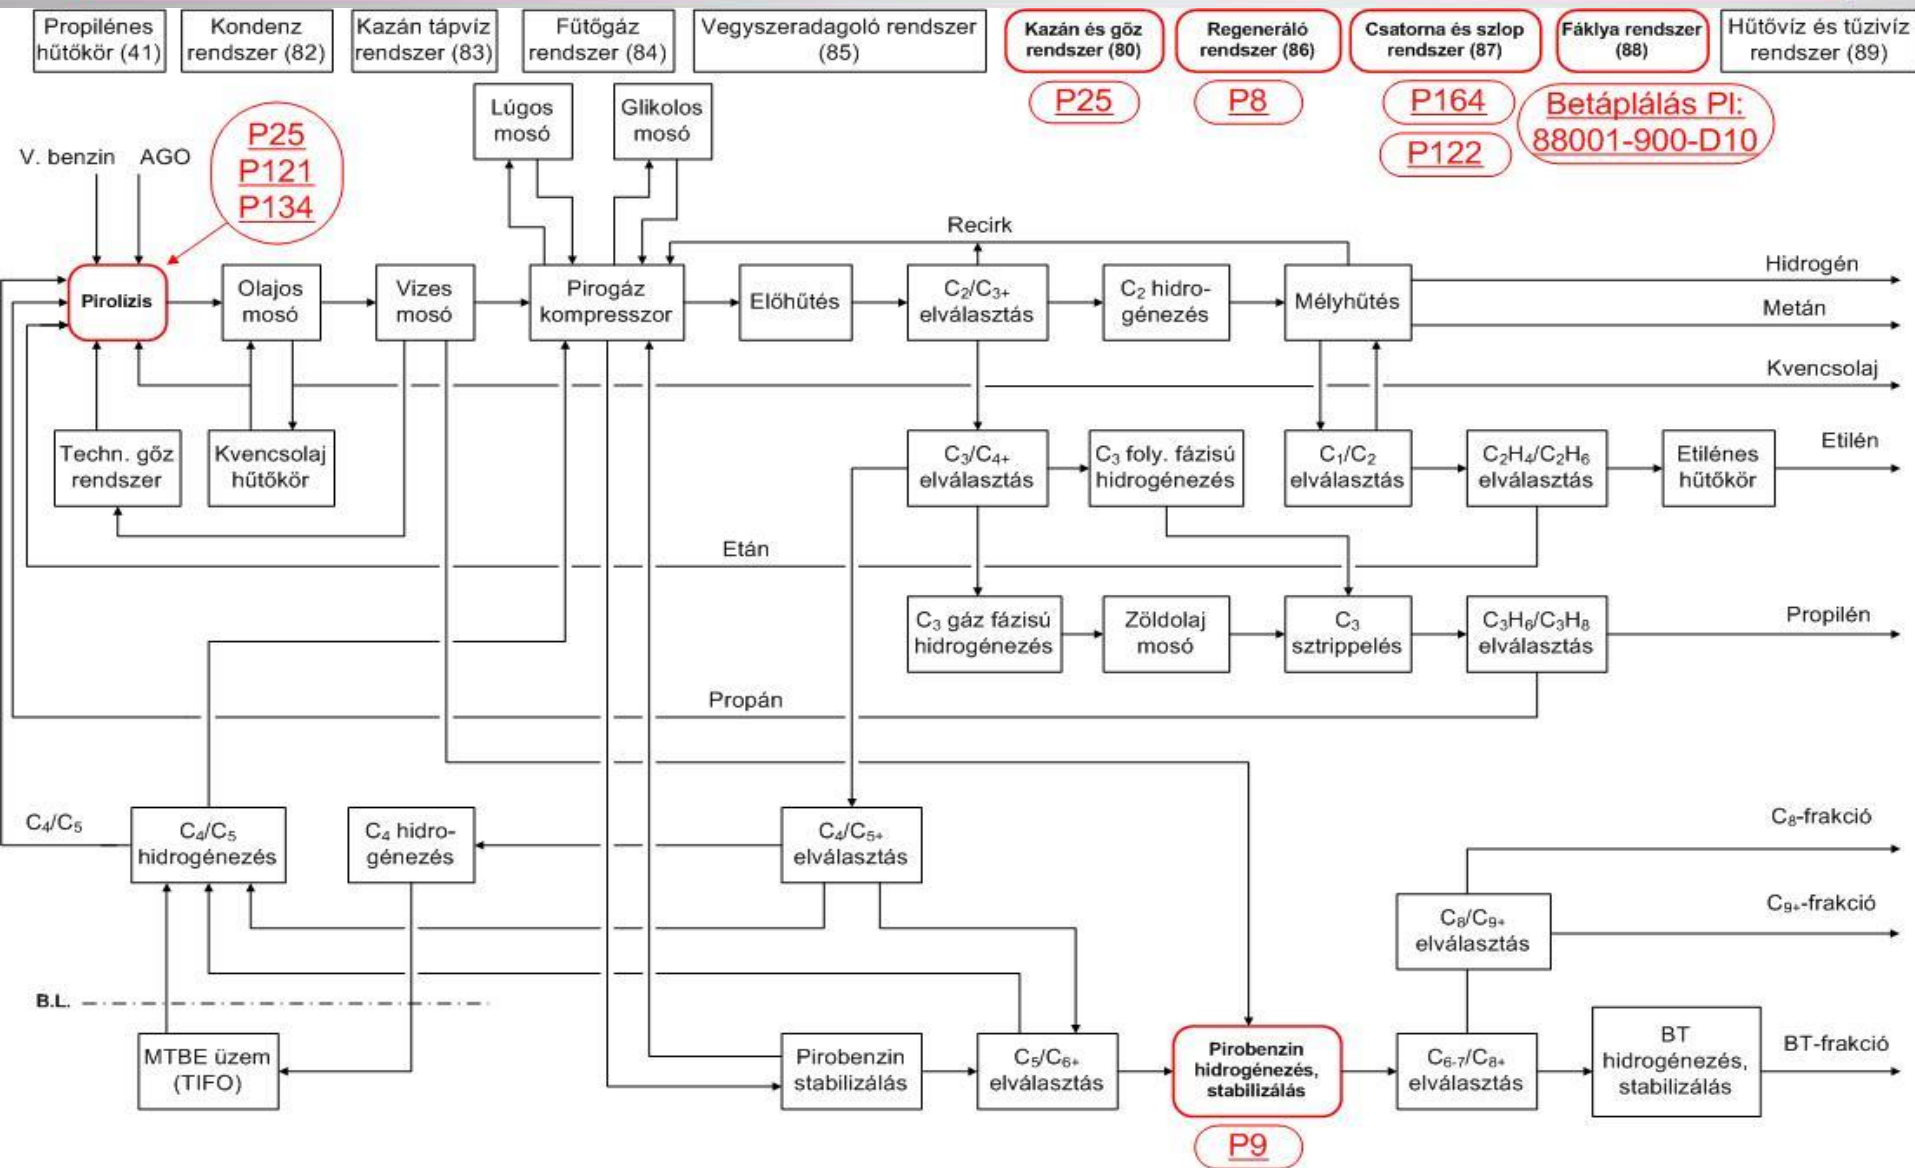 Propilénes
hűtőkör (41)
Kondenz
rendszer (82)
Kazán tápvíz
rendszer (83)
Fűtőgáz
rendszer (84)
Vegyszeradagoló rendszer
(85)
Kazán és gőz
rendszer (80)
Regeneráló
rendszer (86)
Csatorna és szlop
rendszer (87)
Fáklya rendszer
(88)
Hűtővíz és tűzivíz
rendszer (89)
P25
P8
P164
P122
Betáplálás PI:
88001-900-D10
Lúgos
mosó
Glikolos
mosó
V. benzin
AGO
P25
P121
P134
Recirk
Pirolízis
Olajos
mosó
Vizes
mosó
Pirogáz
kompresszor
Előhűtés
C₂/C₃₊
elválasztás
C₂ hidro-
génezés
Mélyhűtés
Hidrogén
Metán
Kvencsolaj
Techn. gőz
rendszer
Kvencsolaj
hűtőkör
C₃/C₄₊
elválasztás
C₃ foly. fázisú
hidrogénezés
C₁/C₂
elválasztás
C₂H₄/C₂H₆
elválasztás
Etilénes
hűtőkör
Etilén
Etán
C₃ gáz fázisú
hidrogénezés
Zöldolaj
mosó
C₃
sztrippelés
C₃H₆/C₃H₈
elválasztás
Propilén
Propán
C₄/C₅
C₄/C₅
hidrogénezés
C₄ hidro-
génezés
C₄/C₅₊
elválasztás
C₈-frakció
C₈/C₉₊
elválasztás
C₉₊-frakció
B.L.
MTBE üzem
(TIFO)
Pirobenzin
stabilizálás
C₅/C₆₊
elválasztás
Pirobenzin
hidrogénezés,
stabilizálás
C₆₋₇/C₈₊
elválasztás
BT
hidrogénezés,
stabilizálás
BT-frakció
P9